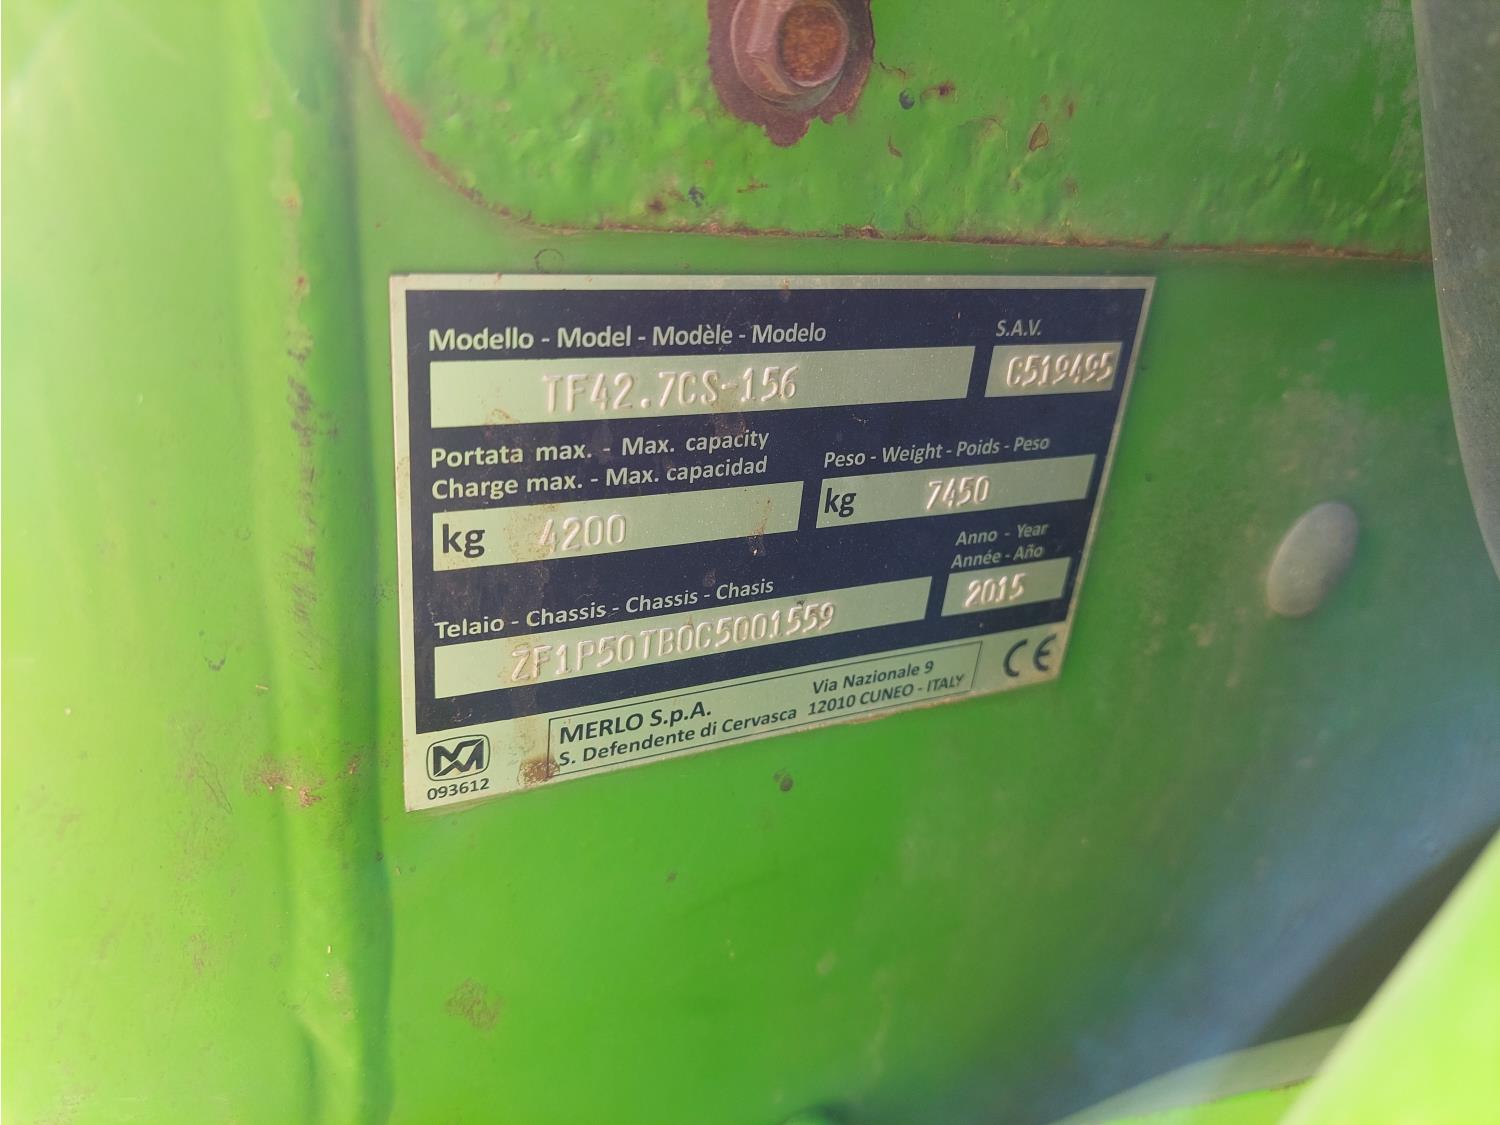 Modello - Model - Modèle - Modelo
S.A.V.
TF42.7CS-156
C519495
Portata max. - Max. capacity
Charge max. - Max. capacidad
Peso - Weight - Poids - Peso
kg 4200
kg 7450
Anno - Year
Année - Año
Telaio - Chassis - Chassis - Chasis
2015
ZF1P50TB0C5001559
MERLO S.p.A.
S. Defendente di Cervasca
Via Nazionale 9
12010 CUNEO - ITALY
CE
093612